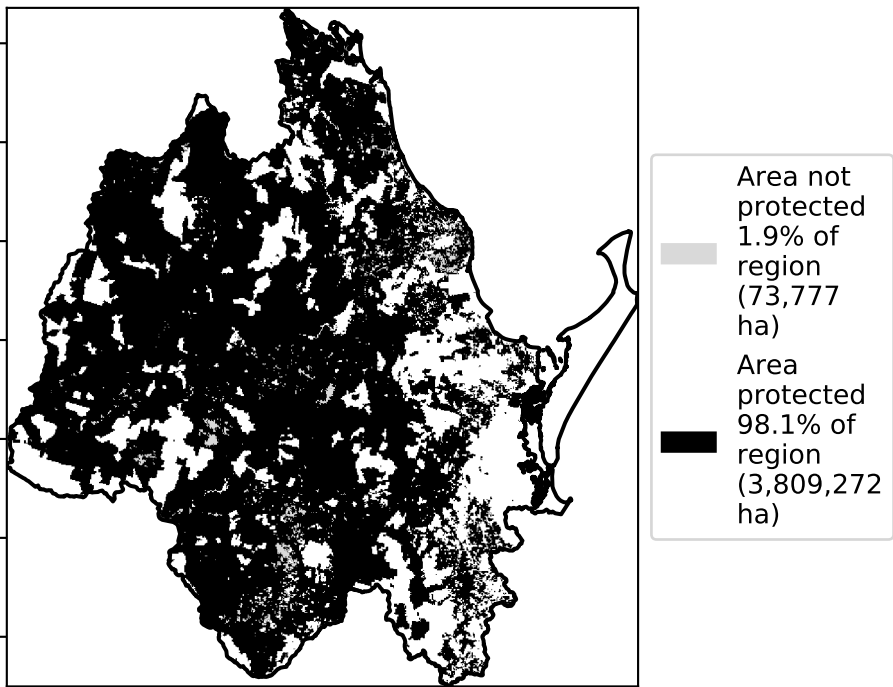 Area not
protected
1.9% of
region
(73,777
ha)
Area
protected
98.1% of
region
(3,809,272
ha)